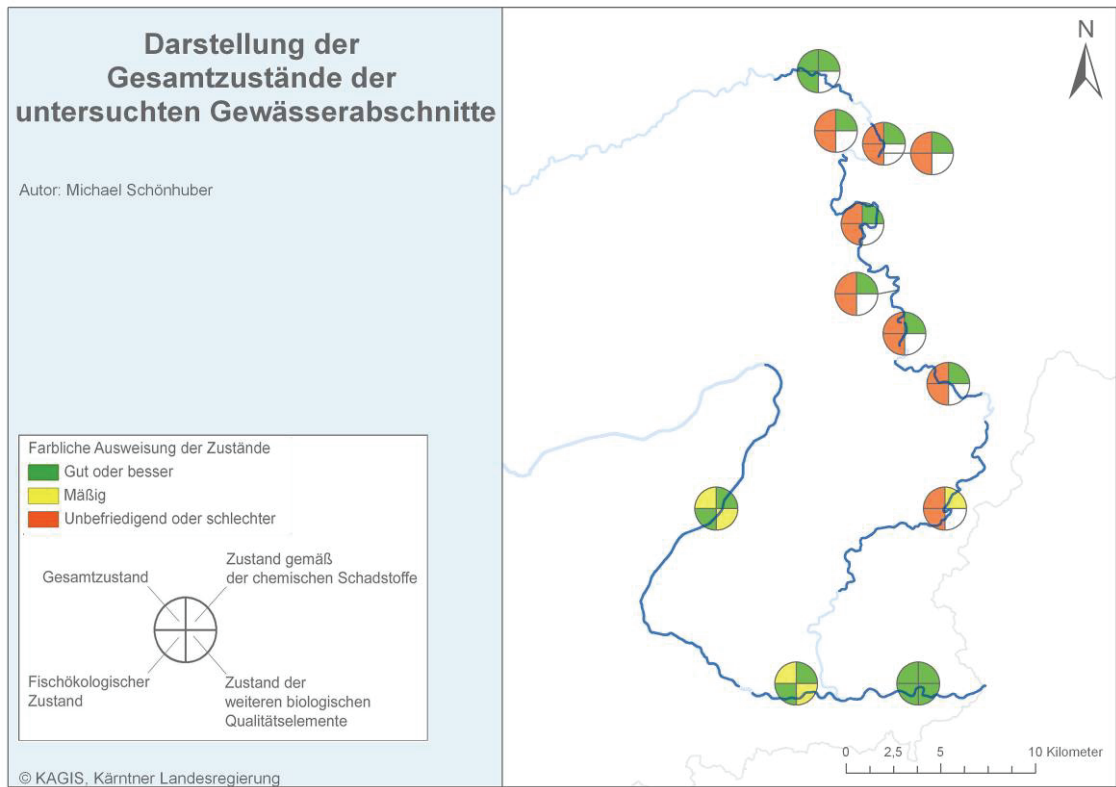 Darstellung der
Gesamtzustände der
untersuchten Gewässerabschnitte
Autor: Michael Schönhuber
Farbliche Ausweisung der Zustände
Gut oder besser
Mäßig
Unbefriedigend oder schlechter
Gesamtzustand
Zustand gemäß
der chemischen Schadstoffe
Fischökologischer
Zustand
Zustand der
weiteren biologischen
Qualitätselemente
© KAGIS, Kärntner Landesregierung
N
0 2,5 5 10 Kilometer